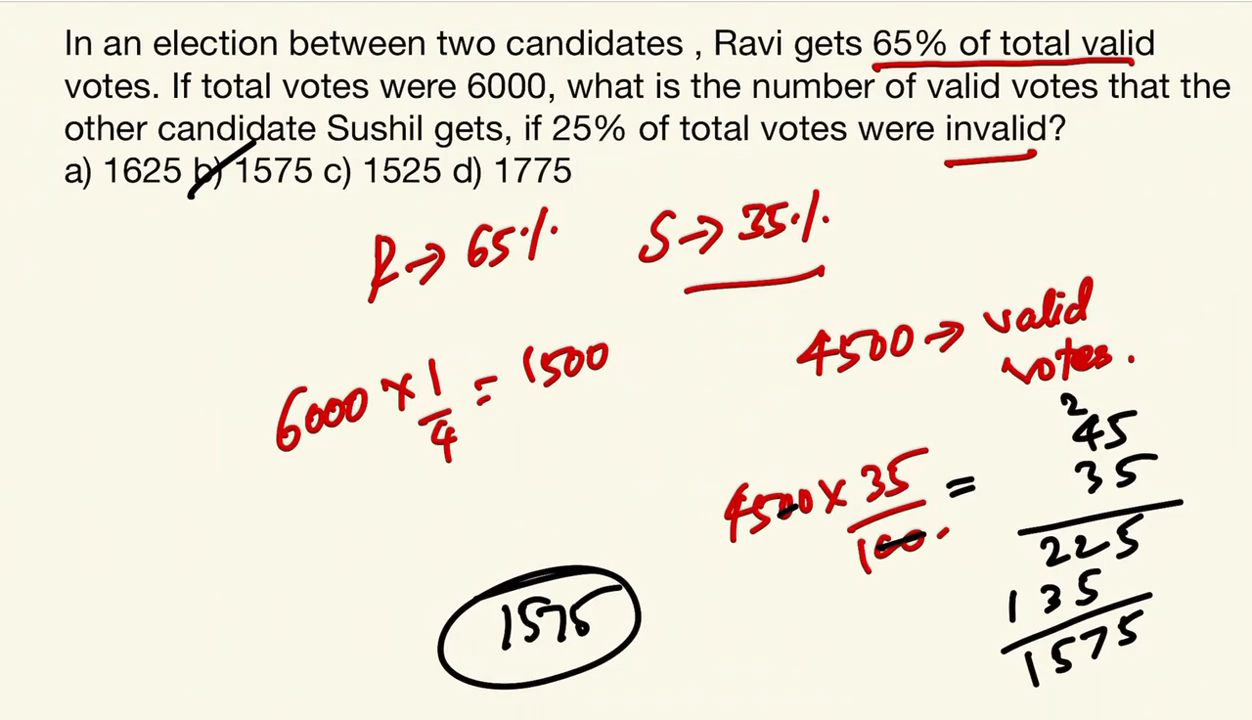 In an election between two candidates , Ravi gets 65% of total valid
votes. If total votes were 6000, what is the number of valid votes that the
other candidate Sushil gets, if 25% of total votes were invalid?
a) 1625 b) 1575 c) 1525 d) 1775
R → 65% S → 35%
4500 → valid
votes.
6000 × 1/4 = 1500
2
45
35
4500 × 35/100 =
225
135
1575
1575